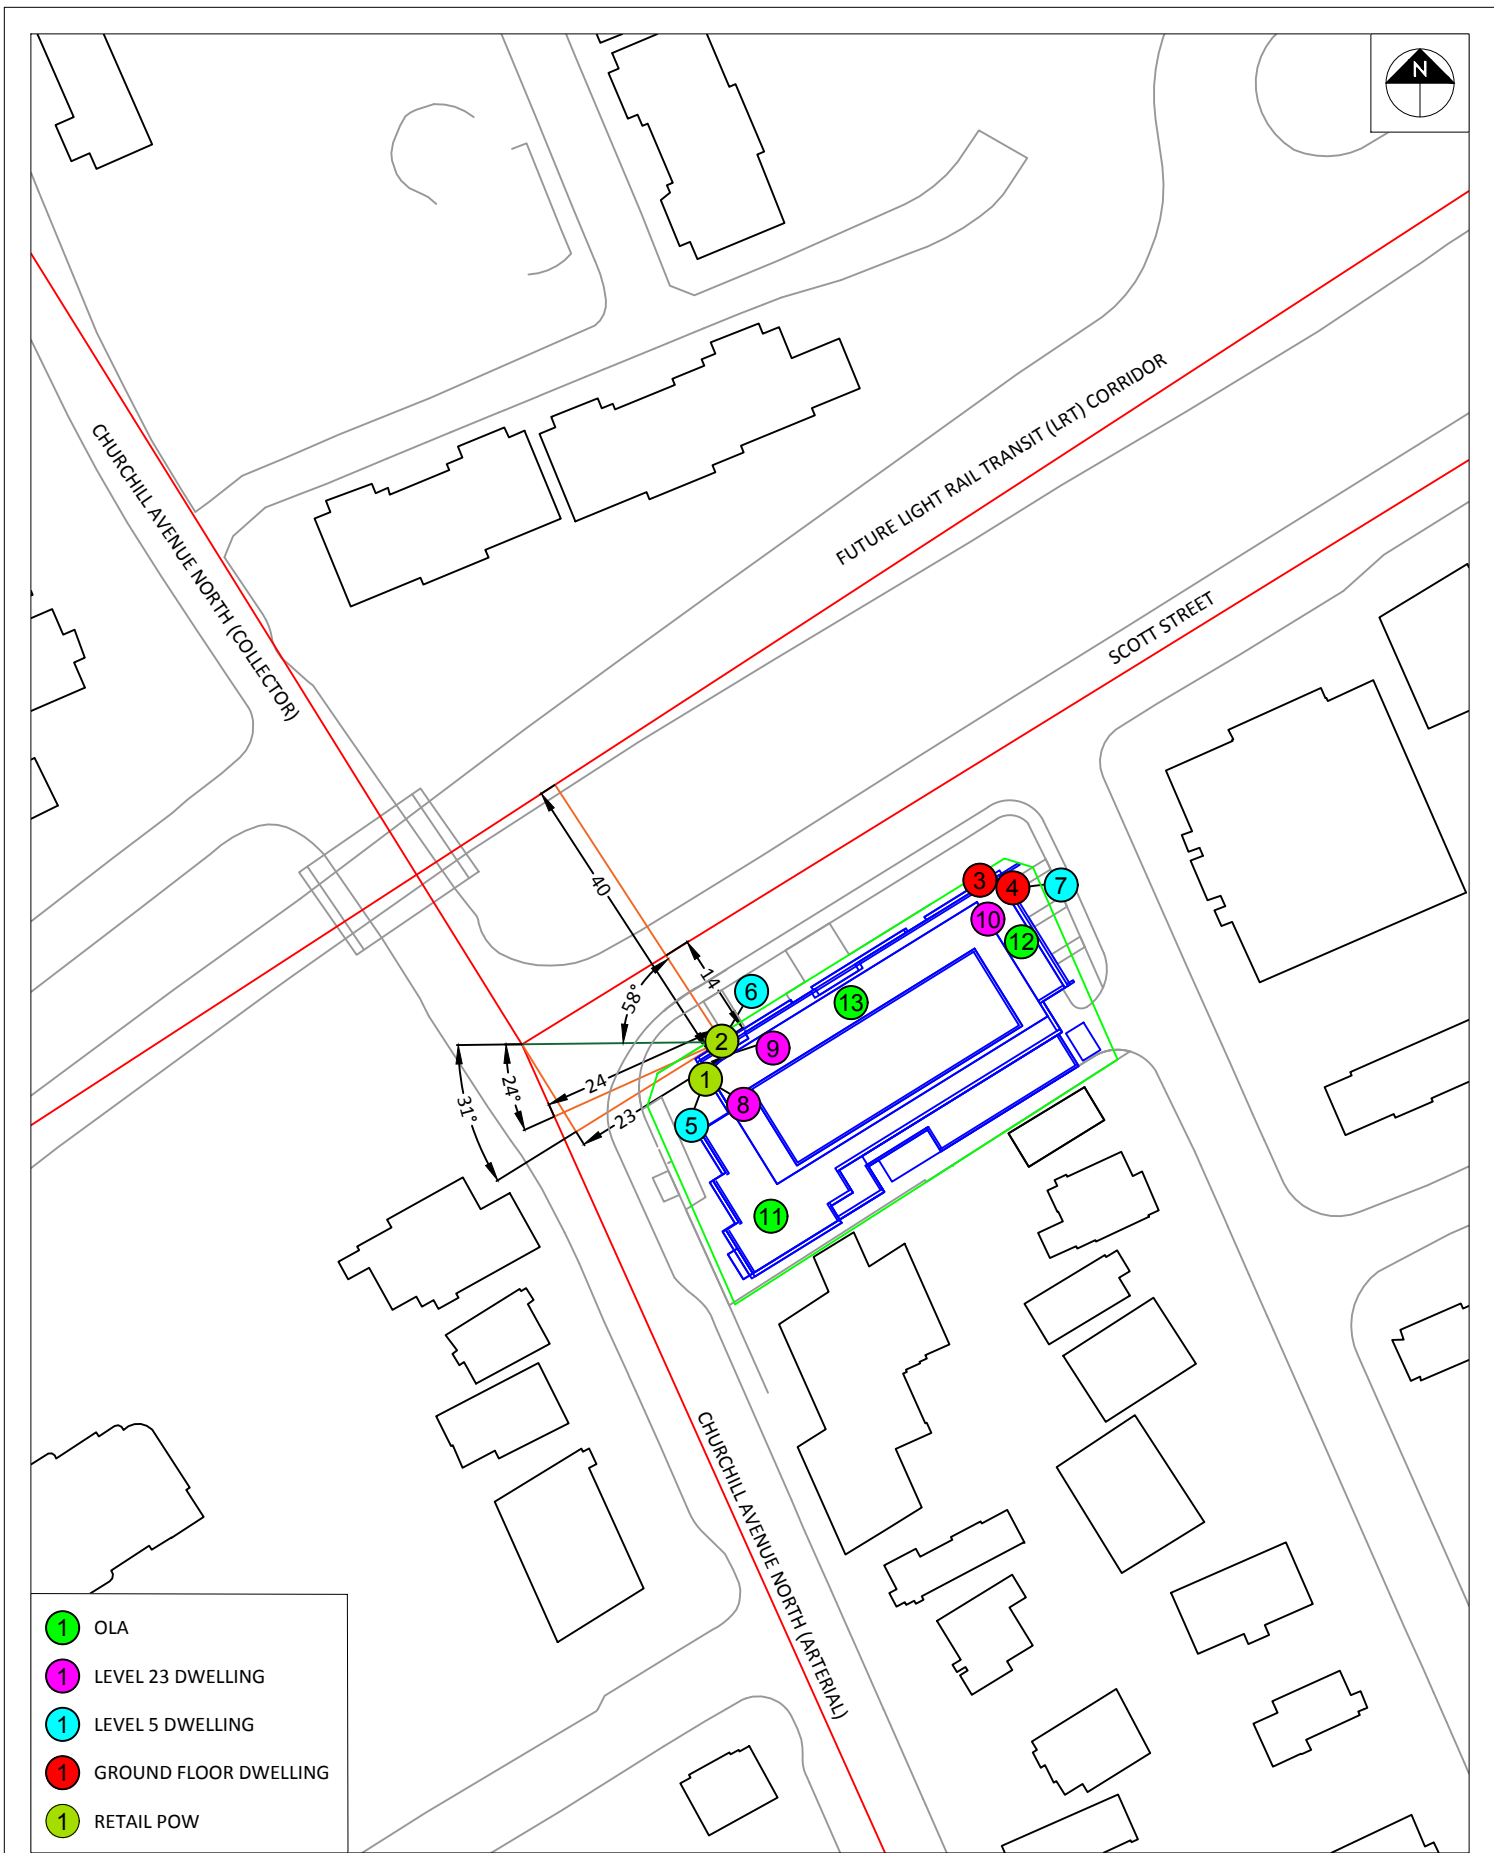 N
CHURCHILL AVENUE NORTH (COLLECTOR)
FUTURE LIGHT RAIL TRANSIT (LRT) CORRIDOR
SCOTT STREET
40
14
58°
24
24°
31°
23
3
4
7
10
12
6
13
2
9
1
8
5
11
CHURCHILL AVENUE NORTH (ARTERIAL)
1 OLA
1 LEVEL 23 DWELLING
1 LEVEL 5 DWELLING
1 GROUND FLOOR DWELLING
1 RETAIL POW